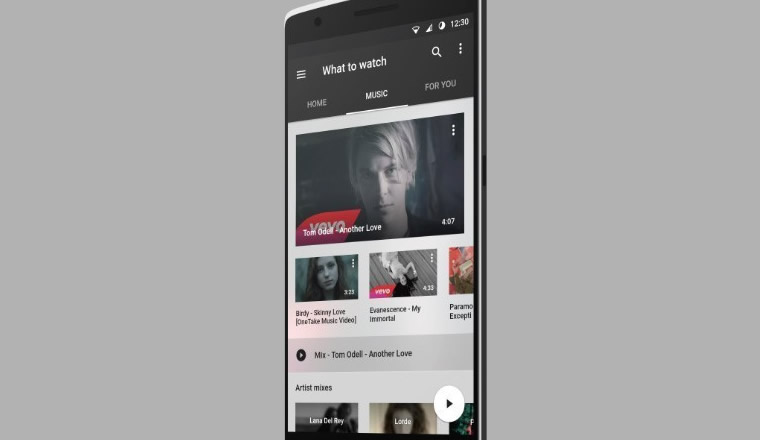 12:30
What to watch
HOME
MUSIC
FOR YOU
vevo
Tom Odell - Another Love
4:07
3:23
vevo
4:33
Birdy - Skinny Love
[OneTake Music Video]
Evanescence - My
Immortal
Paramo
Excepti
Mix - Tom Odell - Another Love
Artist mixes
Lana Del Rey
Lorde